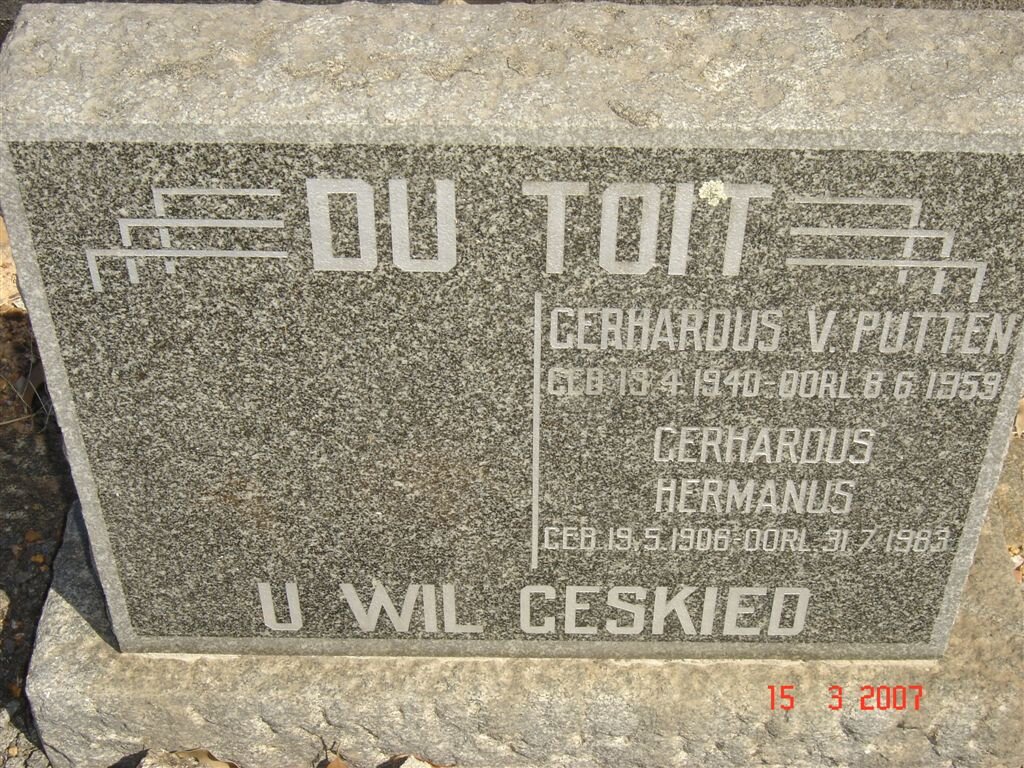 DU TOIT
GERHARDUS V. PUTTEN
GEB 13.4.1940-OORL 8.6.1959
GERHARDUS
HERMANUS
GEB.19.5.1906-OORL.31.7.1983
U WIL GESKIED
15 3 2007